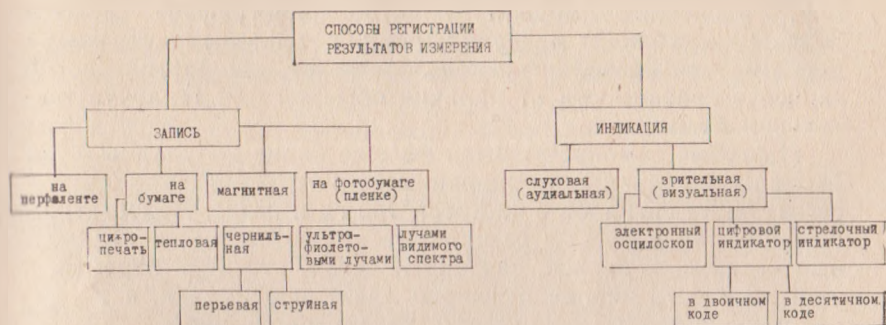 СПОСОБЫ РЕГИСТРАЦИИ
РЕЗУЛЬТАТОВ ИЗМЕРЕНИЯ
ЗАПИСЬ
ИНДИКАЦИЯ
на
перфоленте
на
бумаге
магнитная
на фотобумаге
(пленке)
слуховая
(аудиальная)
зрительная
(визуальная)
цифро-
печать
тепловая
черниль-
ная
ультра-
фиолето-
выми лучами
лучами
видимого
спектра
электронный
осцилоскоп
цифровой
индикатор
стрелочный
индикатор
перьевая
струйная
в двоичном
коде
в десятичном
коде